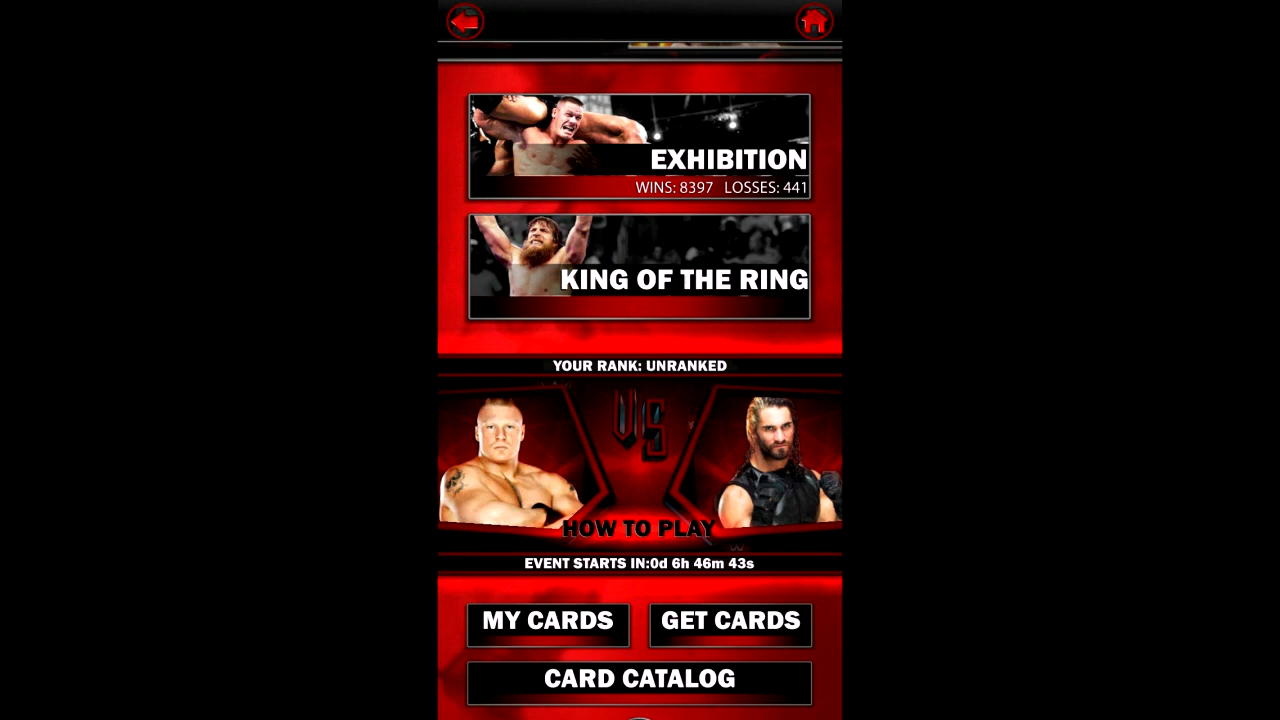 EXHIBITION
WINS: 8397 LOSSES: 441
KING OF THE RING
YOUR RANK: UNRANKED
VS
HOW TO PLAY
EVENT STARTS IN:0d 6h 46m 43s
MY CARDS
GET CARDS
CARD CATALOG